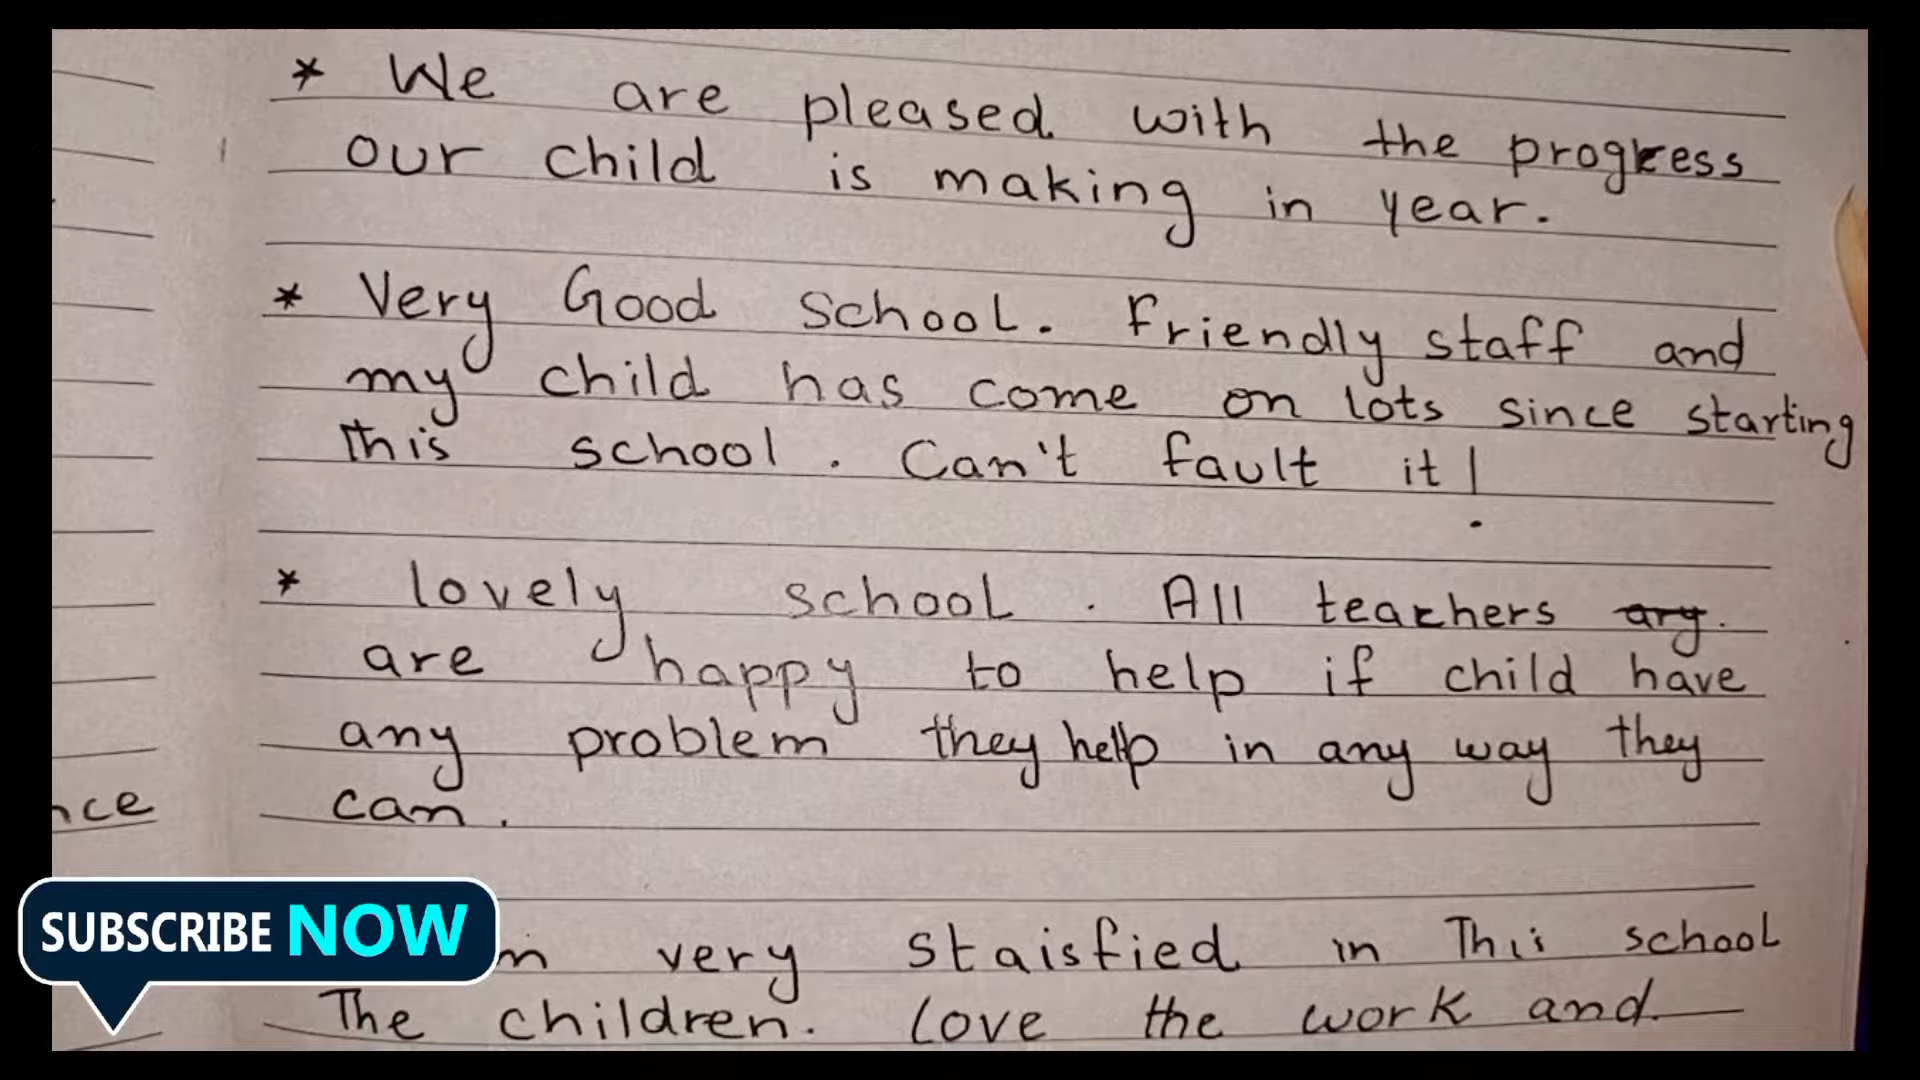 * We are pleased with the progress
our child is making in year.
* Very Good School. Friendly staff and
my child has come on lots since starting
this school. Can't fault it!
* lovely school. All teachers
are happy to help if child have
any problem they help in any way they
can.
very staisfied in This school
The children. Love the work and
SUBSCRIBE NOW